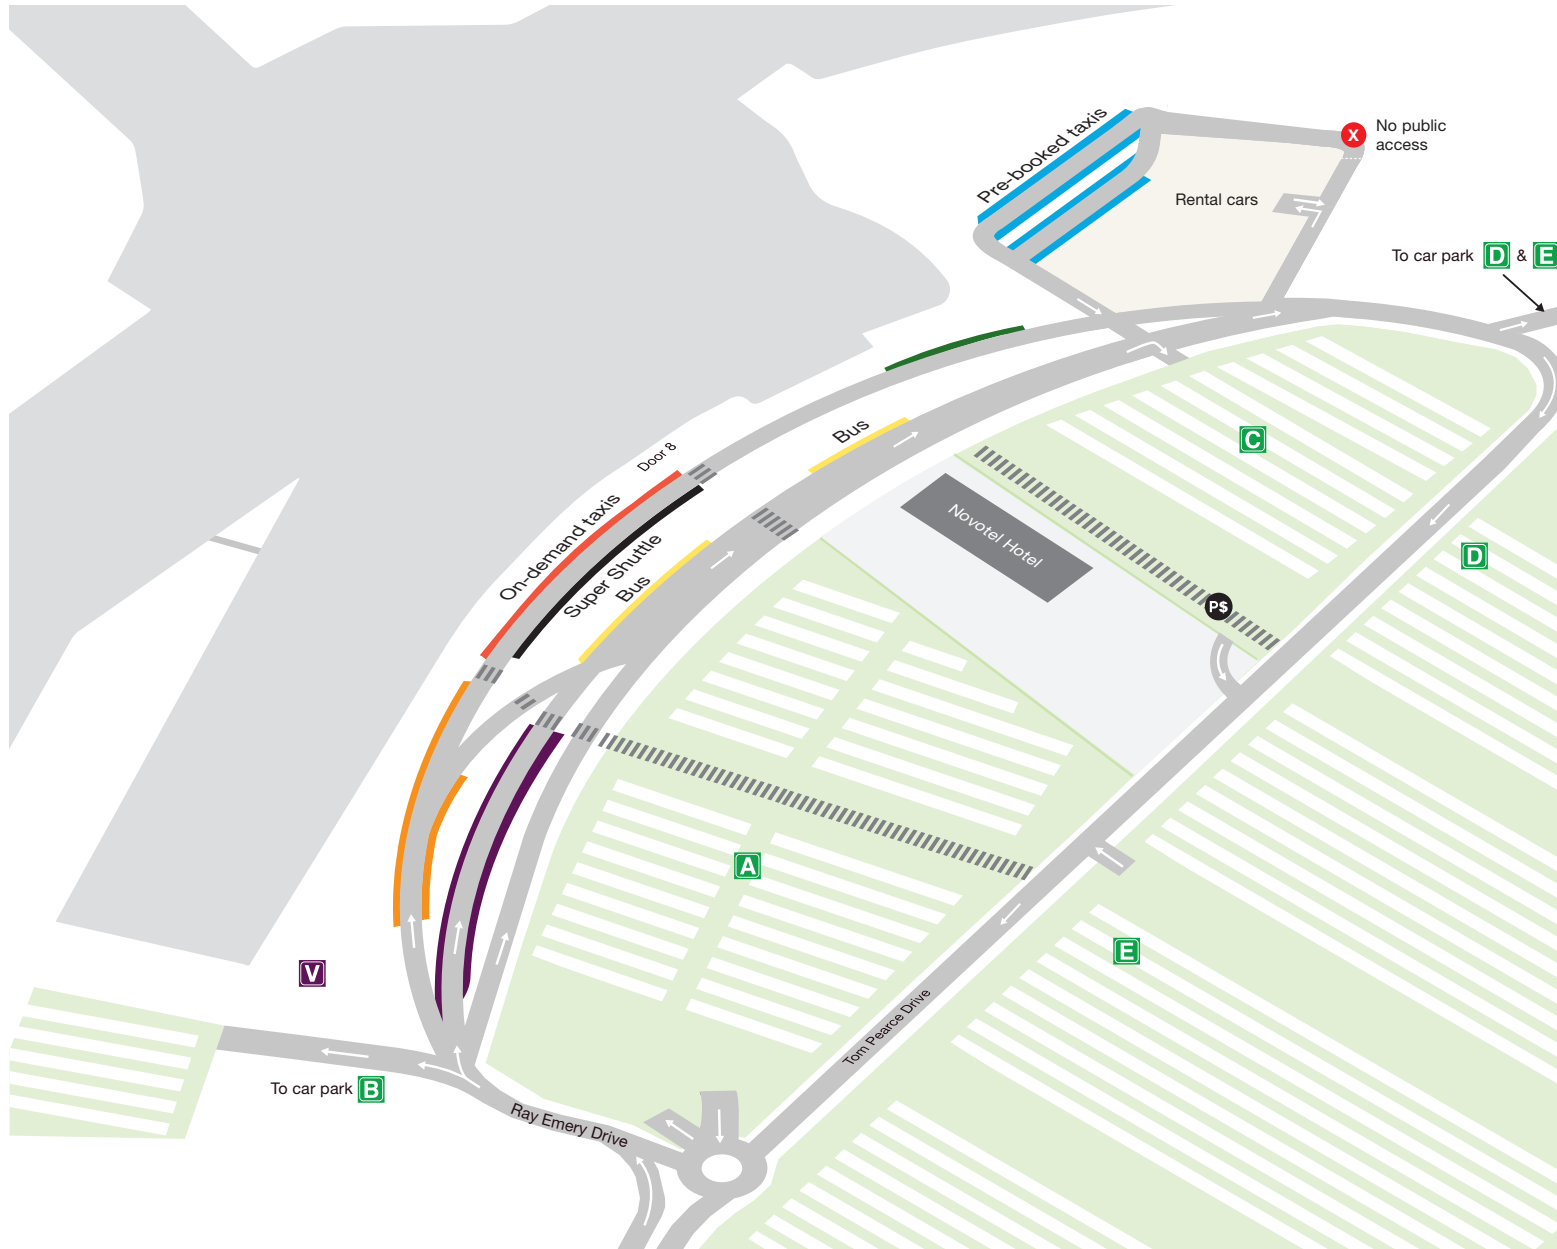 Pre-booked taxis
X
No public
access
Rental cars
To car park D & E
Door 8
Bus
C
On-demand taxis
Super Shuttle
Bus
Novotel Hotel
D
P$
A
E
V
Tom Pearce Drive
To car park B
Ray Emery Drive